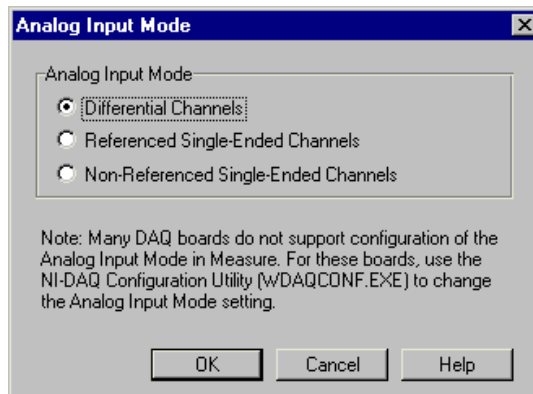 Analog Input Mode
Analog Input Mode
Differential Channels
Referenced Single-Ended Channels
Non-Referenced Single-Ended Channels
Note: Many DAQ boards do not support configuration of the
Analog Input Mode in Measure. For these boards, use the
NI-DAQ Configuration Utility (WDAQCONF.EXE) to change
the Analog Input Mode setting.
OK Cancel Help